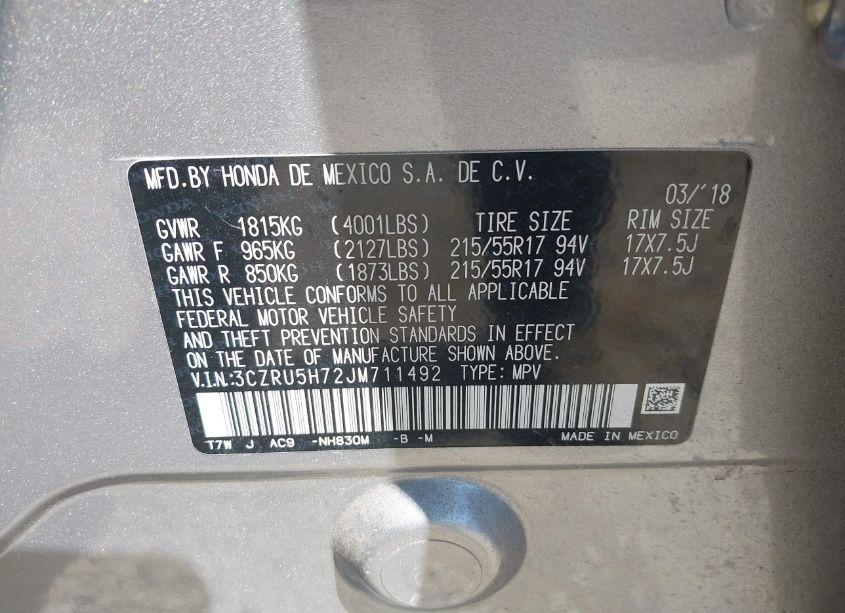 MFD.BY HONDA DE MEXICO S.A. DE C.V.
03/'18
GVWR 1815KG (4001LBS) TIRE SIZE RIM SIZE
GAWR F 965KG (2127LBS) 215/55R17 94V 17X7.5J
GAWR R 850KG (1873LBS) 215/55R17 94V 17X7.5J
THIS VEHICLE CONFORMS TO ALL APPLICABLE
FEDERAL MOTOR VEHICLE SAFETY
AND THEFT PREVENTION STANDARDS IN EFFECT
ON THE DATE OF MANUFACTURE SHOWN ABOVE.
V.I.N.:3CZRU5H72JM711492 TYPE: MPV
T7W J AC9 -NH830M -B -M MADE IN MEXICO